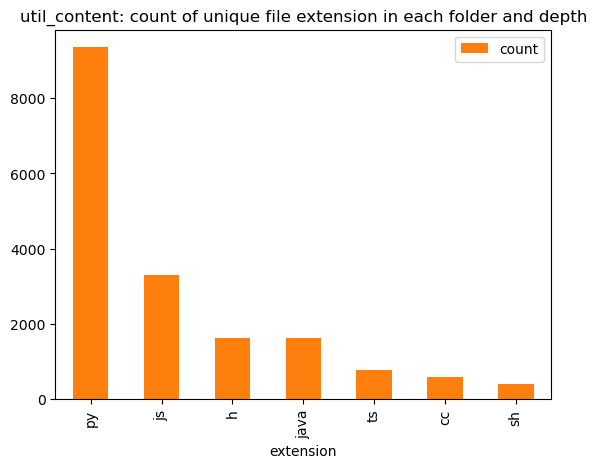 util_content: count of unique file extension in each folder and depth
count
8000
6000
4000
2000
0
py
js
h
java
ts
cc
sh
extension